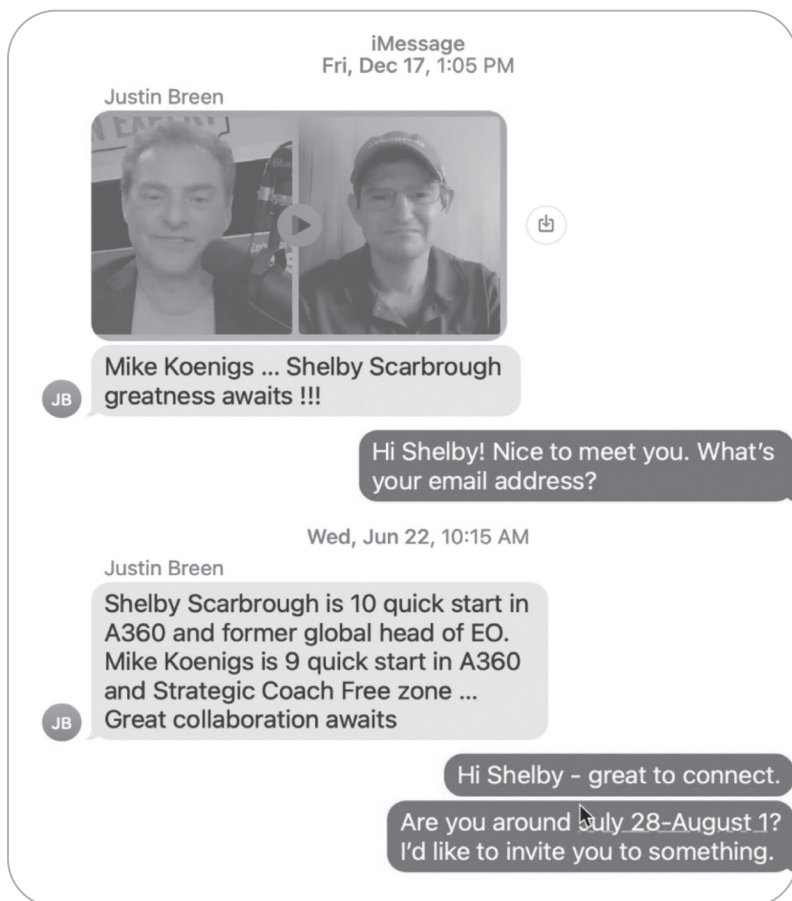 iMessage
Fri, Dec 17, 1:05 PM
Justin Breen
Mike Koenigs ... Shelby Scarbrough
greatness awaits !!!
JB
Hi Shelby! Nice to meet you. What's
your email address?
Wed, Jun 22, 10:15 AM
Justin Breen
Shelby Scarbrough is 10 quick start in
A360 and former global head of EO.
Mike Koenigs is 9 quick start in A360
and Strategic Coach Free zone ...
Great collaboration awaits
JB
Hi Shelby - great to connect.
Are you around July 28-August 1?
I'd like to invite you to something.